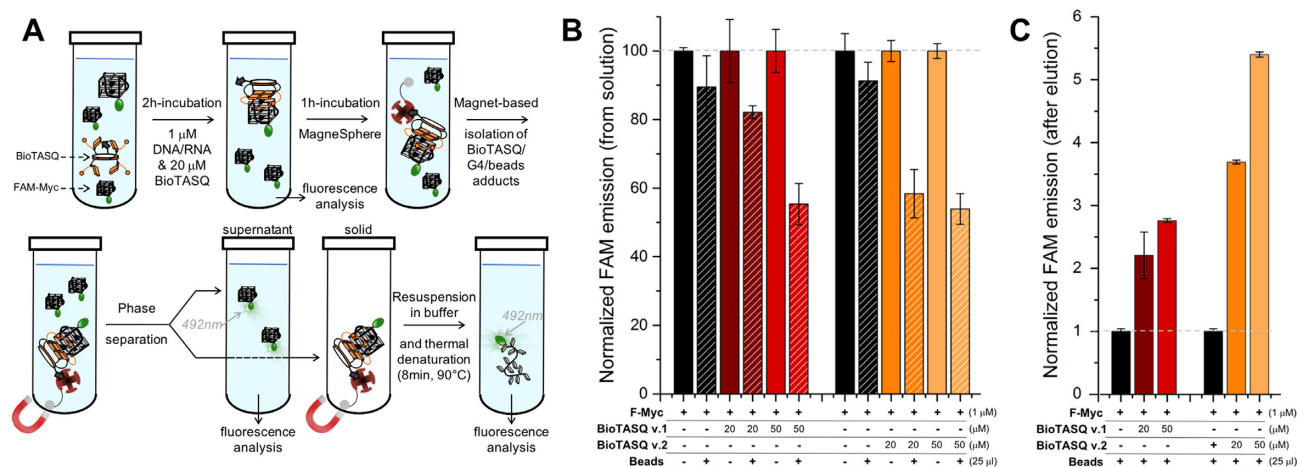 A
2h-incubation
1 µM
DNA/RNA
& 20 µM
BioTASQ
1h-incubation
MagneSphere
Magnet-based
isolation of
BioTASQ/
G4/beads
adducts
BioTASQ
FAM-Myc
fluorescence
analysis
supernatant
solid
Phase
separation
492nm
Resuspension
in buffer
and thermal
denaturation
(8min, 90°C)
492nm
fluorescence
analysis
fluorescence
analysis
B
Normalized FAM emission (from solution)
100
80
60
40
20
0
F-Myc + + + + + + + + + + + + (1 µM)
BioTASQ v.1 - - 20 20 50 50 - - - - - - (µM)
BioTASQ v.2 - - - - - - - - 20 20 50 50 (µM)
Beads - + - + - + - + - + - + (25 µl)
C
Normalized FAM emission (after elution)
6
5
4
3
2
1
0
F-Myc + + + + + + (1 µM)
BioTASQ v.1 - 20 50 - - - (µM)
BioTASQ v.2 - - - + 20 50 (µM)
Beads + + + + + + (25 µl)